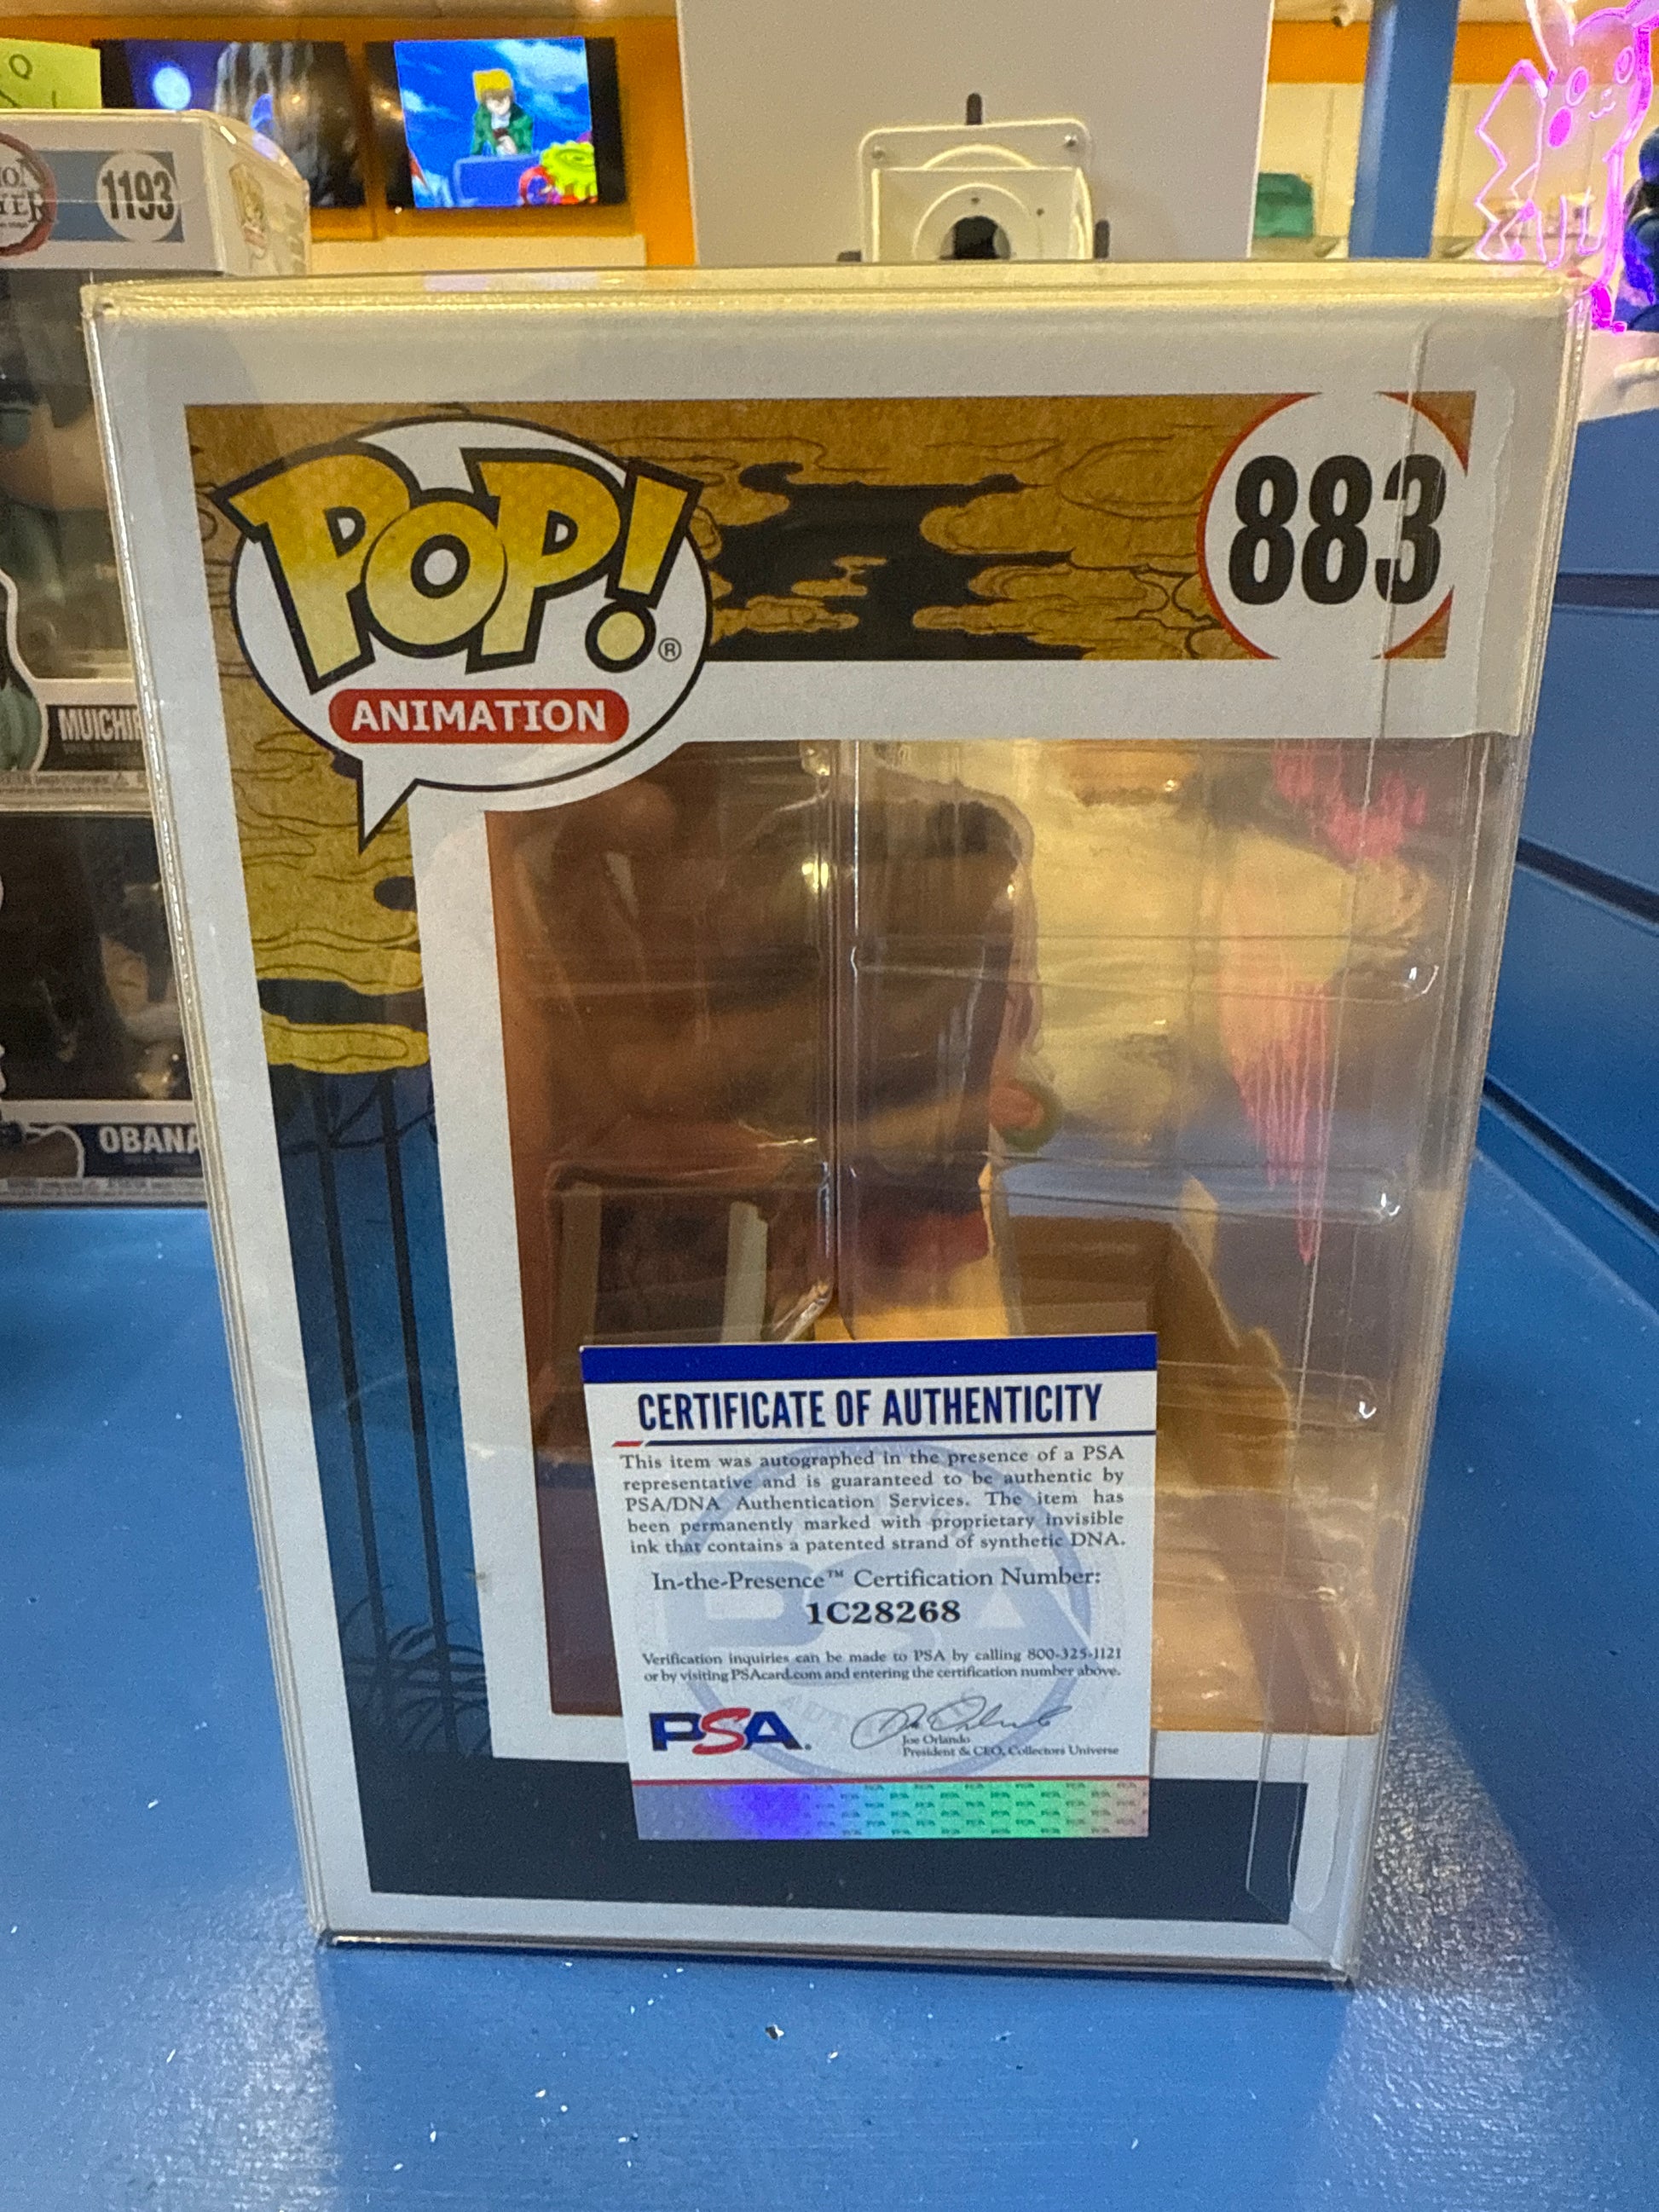 1193
MUICHI
OBANA
POP!®
ANIMATION
883
CERTIFICATE OF AUTHENTICITY
This item was autographed in the presence of a PSA
representative and is guaranteed to be authentic by
PSA/DNA Authentication Services. The item has
been permanently marked with proprietary invisible
ink that contains a patented strand of synthetic DNA.
In-the-Presence™ Certification Number:
1C28268
Verification inquiries can be made to PSA by calling 800-325-1121
or by visiting PSAcard.com and entering the certification number above.
PSA.
Joe Orlando
President & CEO, Collectors Universe